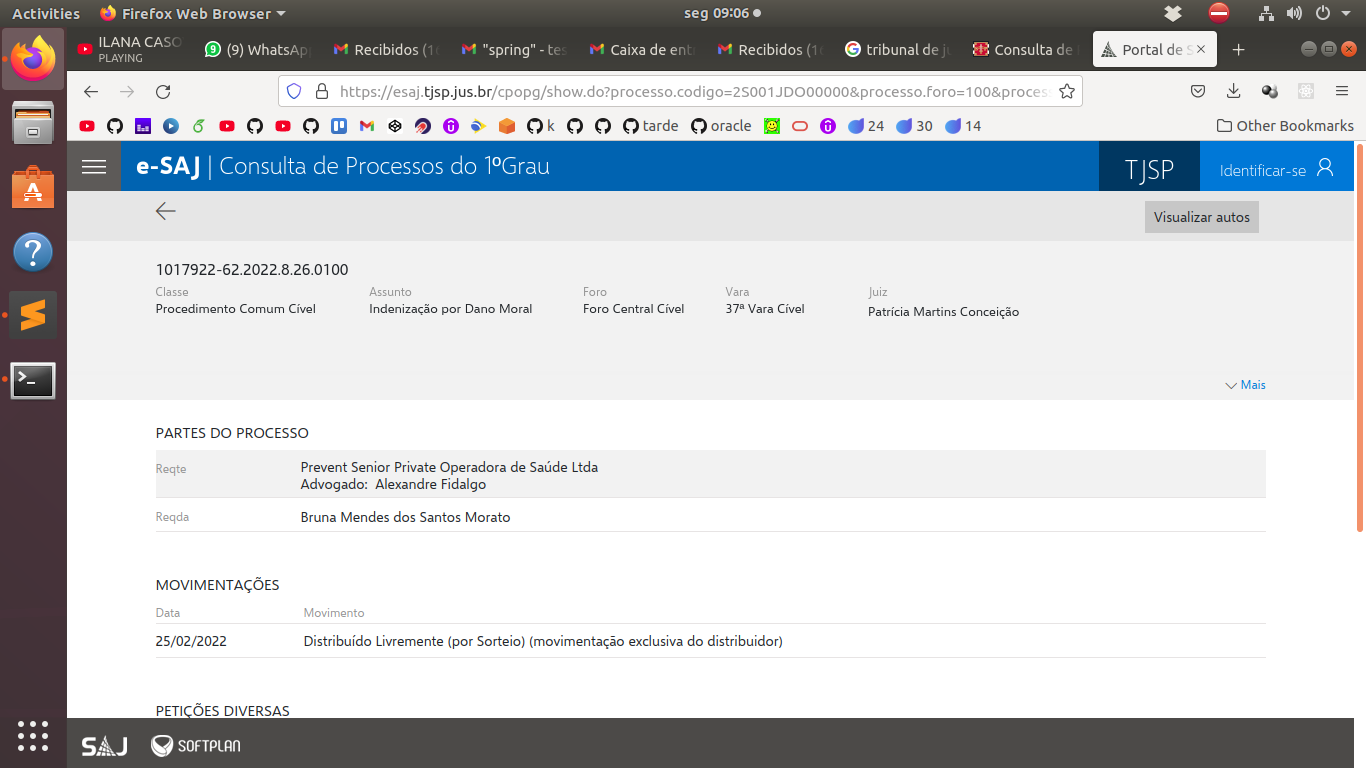 Activities Firefox Web Browser seg 09:06
ILANA CASO
PLAYING
(9) WhatsAp
Recibidos (1
"spring" - tes
Caixa de ent
Recibidos (1
tribunal de ju
Consulta de
Portal de S
https://esaj.tjsp.jus.br/cpopg/show.do?processo.codigo=2S001JDO00000&processo.foro=100&proces
k tarde oracle 24 30 14 Other Bookmarks
e-SAJ | Consulta de Processos do 1ºGrau TJSP Identificar-se
Visualizar autos
1017922-62.2022.8.26.0100
Classe Assunto Foro Vara Juiz
Procedimento Comum Cível Indenização por Dano Moral Foro Central Cível 37ª Vara Cível Patrícia Martins Conceição
Mais
PARTES DO PROCESSO
Reqte Prevent Senior Private Operadora de Saúde Ltda
Advogado: Alexandre Fidalgo
Reqda Bruna Mendes dos Santos Morato
MOVIMENTAÇÕES
Data Movimento
25/02/2022 Distribuído Livremente (por Sorteio) (movimentação exclusiva do distribuidor)
PETIÇÕES DIVERSAS
SAJ SOFTPLAN